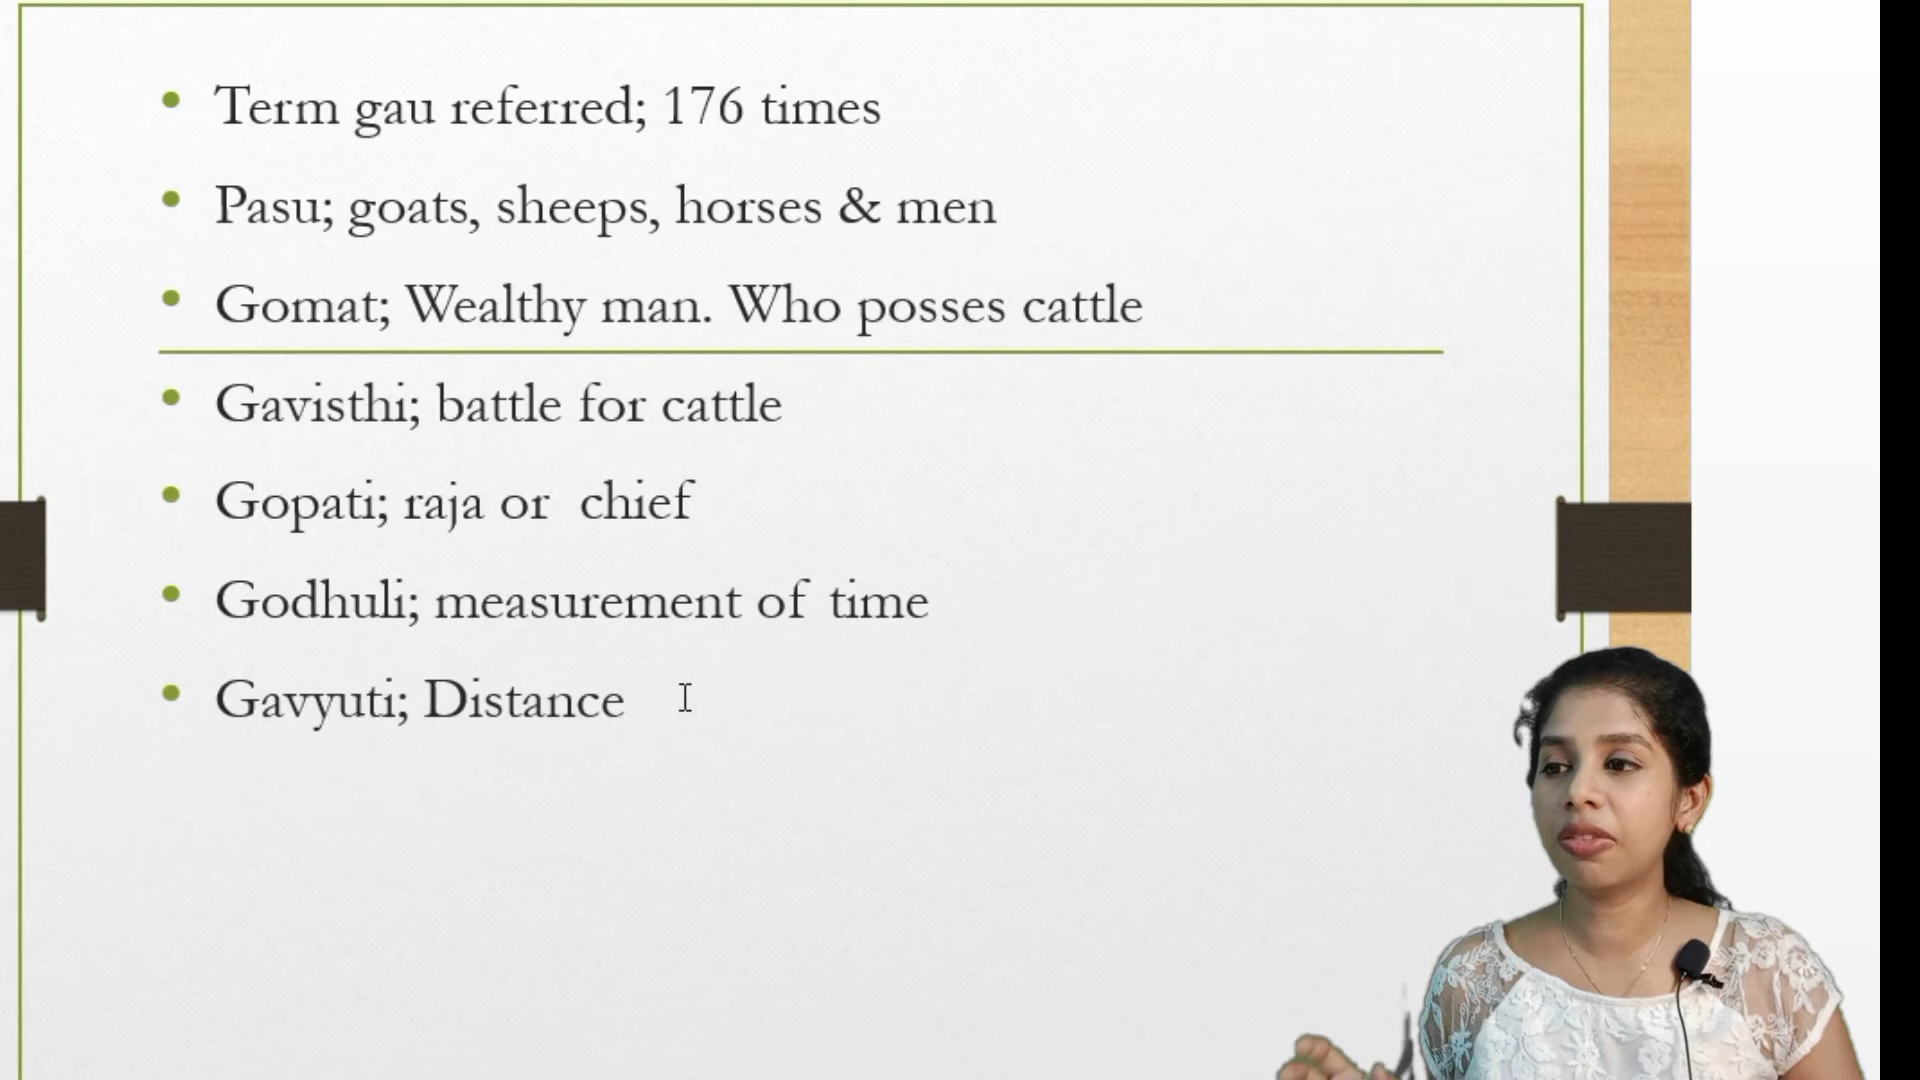 Term gau referred; 176 times
Pasu; goats, sheeps, horses & men
Gomat; Wealthy man. Who posses cattle
Gavisthi; battle for cattle
Gopati; raja or chief
Godhuli; measurement of time
Gavyuti; Distance